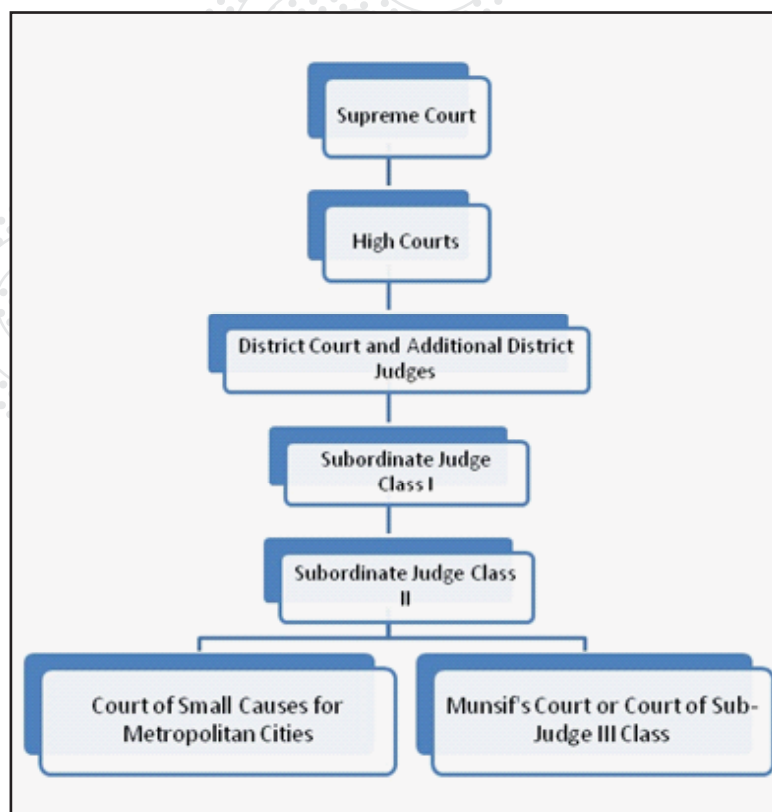 Supreme Court
High Courts
District Court and Additional District
Judges
Subordinate Judge
Class I
Subordinate Judge Class
II
Court of Small Causes for
Metropolitan Cities
Munsif's Court or Court of Sub-
Judge III Class